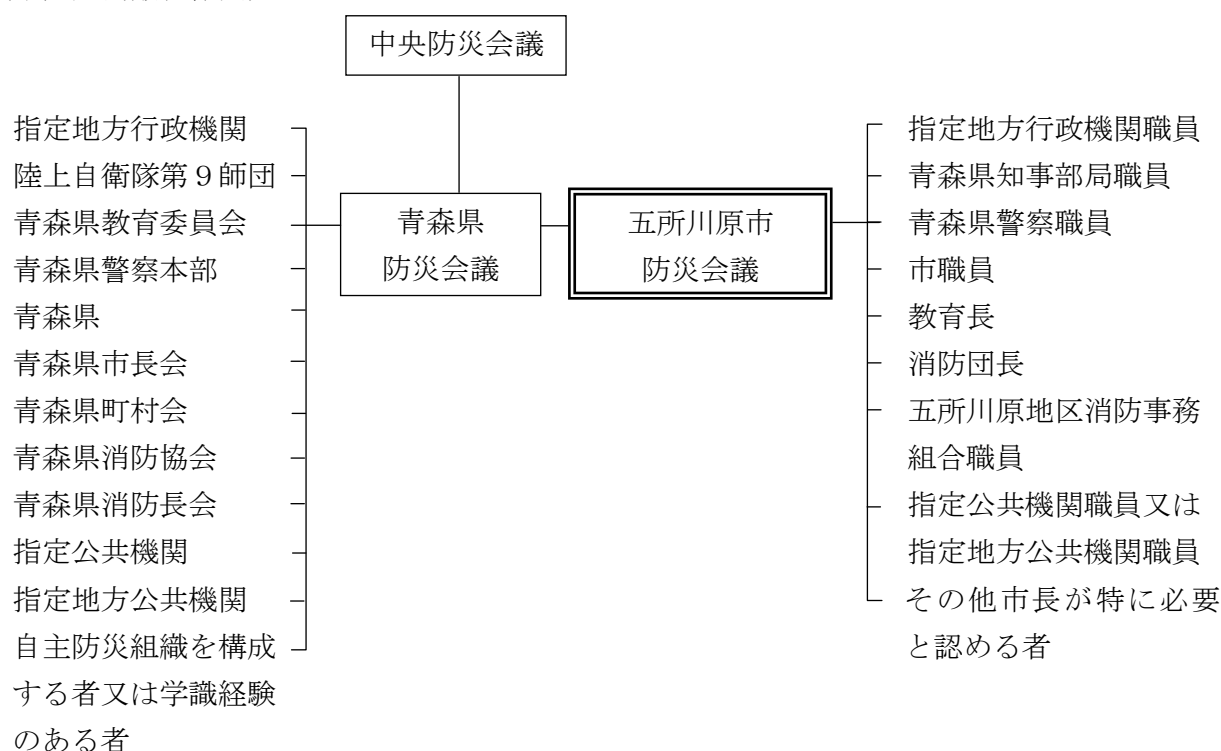 中央防災会議
指定地方行政機関
陸上自衛隊第９師団
青森県教育委員会
青森県警察本部
青森県
青森県市長会
青森県町村会
青森県消防協会
青森県消防長会
指定公共機関
指定地方公共機関
自主防災組織を構成
する者又は学識経験
のある者
青森県
防災会議
五所川原市
防災会議
指定地方行政機関職員
青森県知事部局職員
青森県警察職員
市職員
教育長
消防団長
五所川原地区消防事務
組合職員
指定公共機関職員又は
指定地方公共機関職員
その他市長が特に必要
と認める者